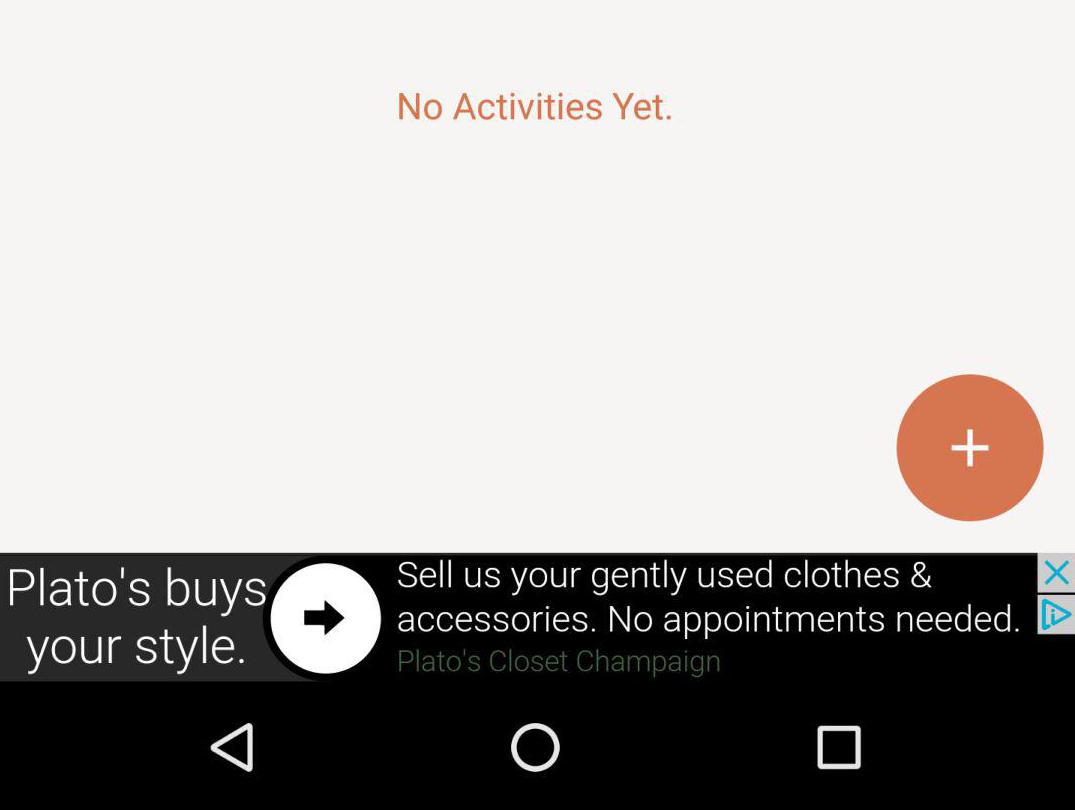 No Activities Yet.
Plato's buys
your style.
Sell us your gently used clothes &
accessories. No appointments needed.
Plato's Closet Champaign